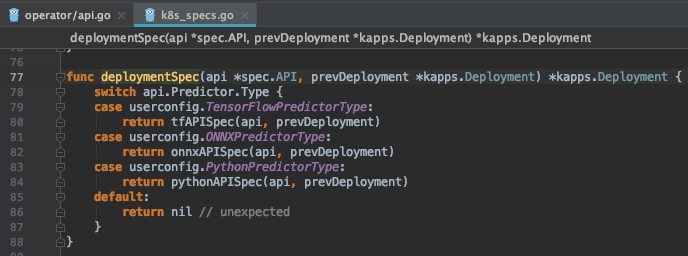 operator/api.go × k8s_specs.go ×
deploymentSpec(api *spec.API, prevDeployment *kapps.Deployment) *kapps.Deployment
76
77 func deploymentSpec(api *spec.API, prevDeployment *kapps.Deployment) *kapps.Deployment {
78 switch api.Predictor.Type {
79 case userconfig.TensorFlowPredictorType:
80 return tfAPISpec(api, prevDeployment)
81 case userconfig.ONNXPredictorType:
82 return onnxAPISpec(api, prevDeployment)
83 case userconfig.PythonPredictorType:
84 return pythonAPISpec(api, prevDeployment)
85 default:
86 return nil // unexpected
87 }
88 }